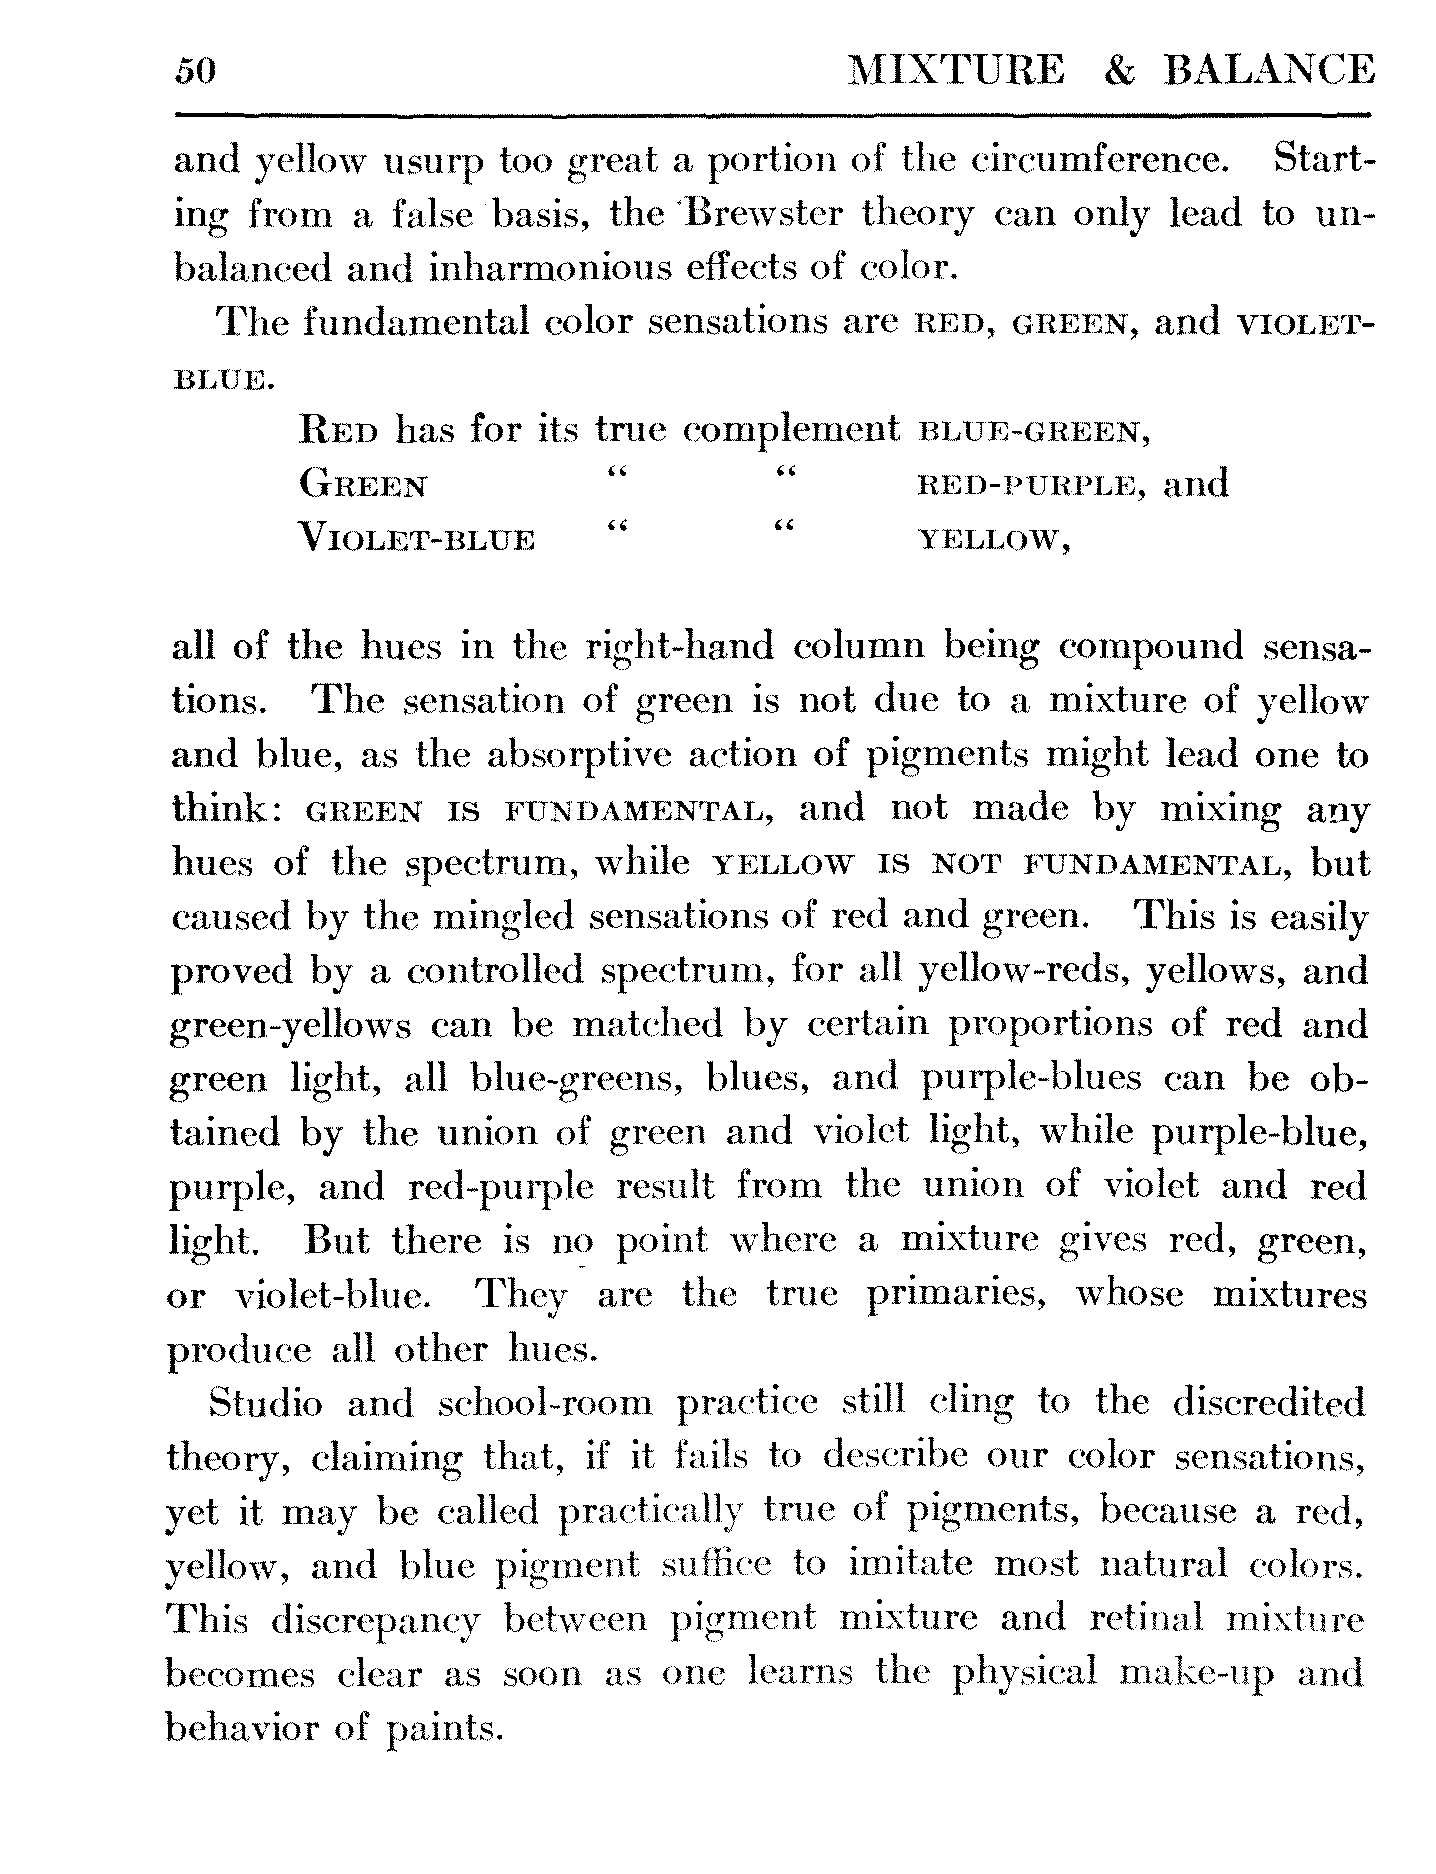 50 MIXTURE & BALANCE
and yellow usurp too great a portion of the circumference. Start-
ing from a false basis, the Brewster theory can only lead to un-
balanced and inharmonious effects of color.
The fundamental color sensations are RED, GREEN, and VIOLET-
BLUE.
RED has for its true complement BLUE-GREEN,
GREEN “ “ RED-PURPLE, and
VIOLET-BLUE “ “ YELLOW,
all of the hues in the right-hand column being compound sensa-
tions. The sensation of green is not due to a mixture of yellow
and blue, as the absorptive action of pigments might lead one to
think: GREEN IS FUNDAMENTAL, and not made by mixing any
hues of the spectrum, while YELLOW IS NOT FUNDAMENTAL, but
caused by the mingled sensations of red and green. This is easily
proved by a controlled spectrum, for all yellow-reds, yellows, and
green-yellows can be matched by certain proportions of red and
green light, all blue-greens, blues, and purple-blues can be ob-
tained by the union of green and violet light, while purple-blue,
purple, and red-purple result from the union of violet and red
light. But there is no point where a mixture gives red, green,
or violet-blue. They are the true primaries, whose mixtures
produce all other hues.
Studio and school-room practice still cling to the discredited
theory, claiming that, if it fails to describe our color sensations,
yet it may be called practically true of pigments, because a red,
yellow, and blue pigment suffice to imitate most natural colors.
This discrepancy between pigment mixture and retinal mixture
becomes clear as soon as one learns the physical make-up and
behavior of paints.